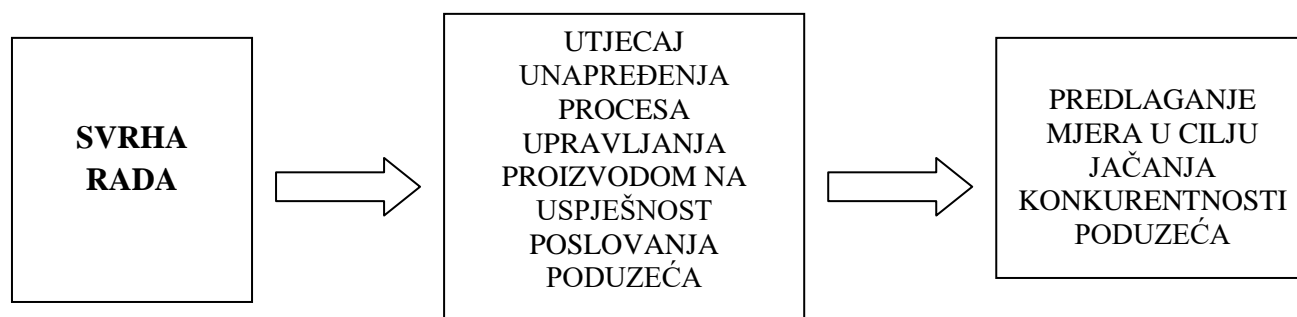 SVRHA
RADA
UTJECAJ
UNAPREĐENJA
PROCESA
UPRAVLJANJA
PROIZVODOM NA
USPJEŠNOST
POSLOVANJA
PODUZEĆA
PREDLAGANJE
MJERA U CILJU
JAČANJA
KONKURENTNOSTI
PODUZEĆA